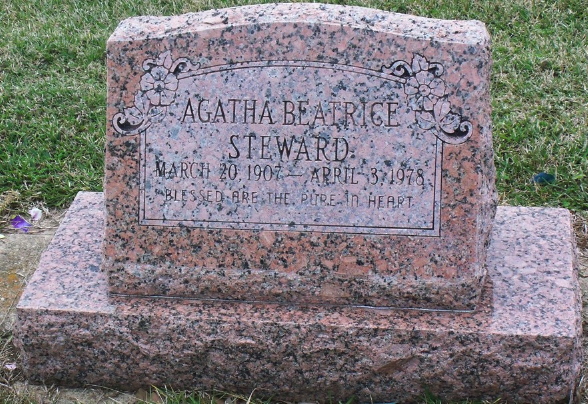 AGATHA BEATRICE
STEWARD
MARCH 20, 1907 — APRIL 3, 1978
BLESSED ARE THE PURE IN HEART